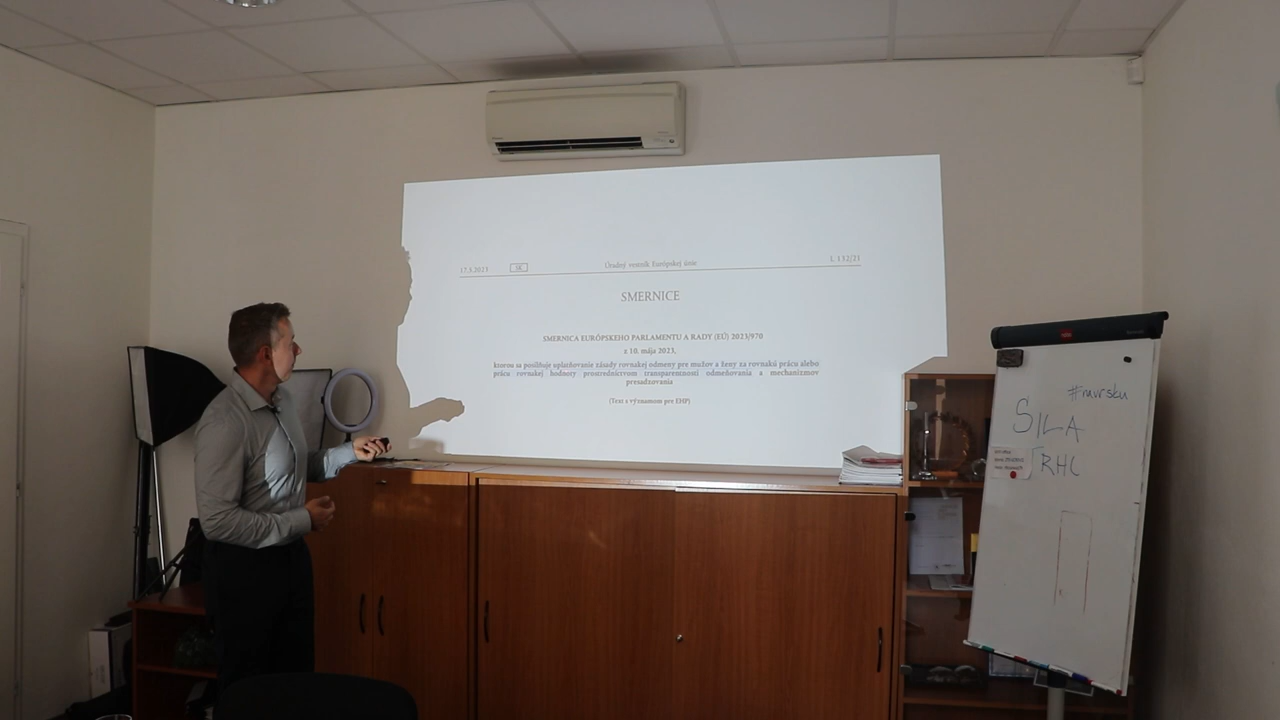 17.5.2023 SK Úradný vestník Európskej únie L 132/21
SMERNICE
SMERNICA EURÓPSKEHO PARLAMENTU A RADY (EÚ) 2023/970
z 10. mája 2023,
ktorou sa posilňuje uplatňovanie zásady rovnakej odmeny pre mužov a ženy za rovnakú prácu alebo
prácu rovnakej hodnoty prostredníctvom transparentnosti odmeňovania a mechanizmov
presadzovania
(Text s významom pre EHP)
#navrsku
SILA
RHC